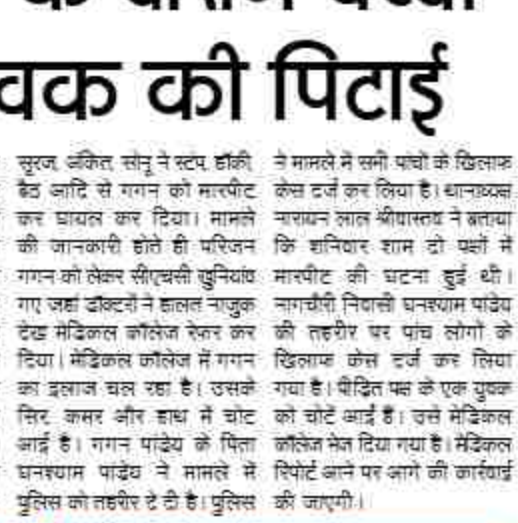 वक की पिटाई
सूरज, अंकित, सोनू ने स्टंप, हॉकी,
बैठ आदि से गगन को मारपीट
कर घायल कर दिया। मामले
की जानकारी होते ही परिजन
गगन को लेकर सीएचसी खुनियांव
गए जहां डॉक्टरों ने हालत नाजुक
देख मेडिकल कॉलेज रेफर कर
दिया। मेडिकल कॉलेज में गगन
का इलाज चल रहा है। उसके
सिर, कमर और हाथ में चोट
आई है। गगन पांडेय के पिता
घनश्याम पांडेय ने मामले में
पुलिस को तहरीर दे दी है। पुलिस
ने मामले में सभी पांचों के खिलाफ
केस दर्ज कर लिया है। थानाध्यक्ष
नारायन लाल श्रीवास्तव ने बताया
कि शनिवार शाम दो पक्षों में
मारपीट की घटना हुई थी।
नागचौरी निवासी घनश्याम पांडेय
की तहरीर पर पांच लोगों के
खिलाफ केस दर्ज कर लिया
गया है। पीड़ित पक्ष के एक युवक
को चोटें आईं हैं। उसे मेडिकल
कॉलेज भेज दिया गया है। मेडिकल
रिपोर्ट आने पर आगे की कार्रवाई
की जाएगी।